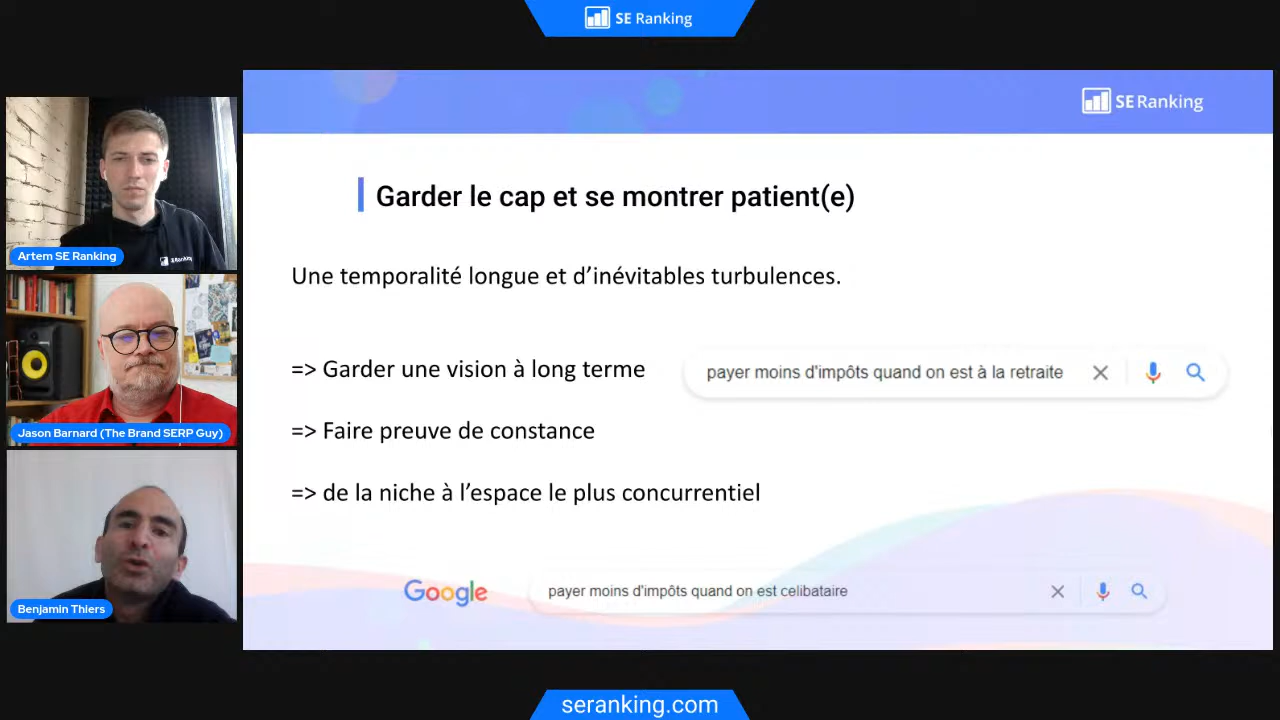 SE Ranking
SE Ranking
Garder le cap et se montrer patient(e)
Une temporalité longue et d'inévitables turbulences.
=> Garder une vision à long terme
payer moins d'impôts quand on est à la retraite
=> Faire preuve de constance
=> de la niche à l'espace le plus concurrentiel
Google
payer moins d'impôts quand on est celibataire
Artem SE Ranking
SE Ranking
Jason Barnard (The Brand SERP Guy)
Benjamin Thiers
seranking.com